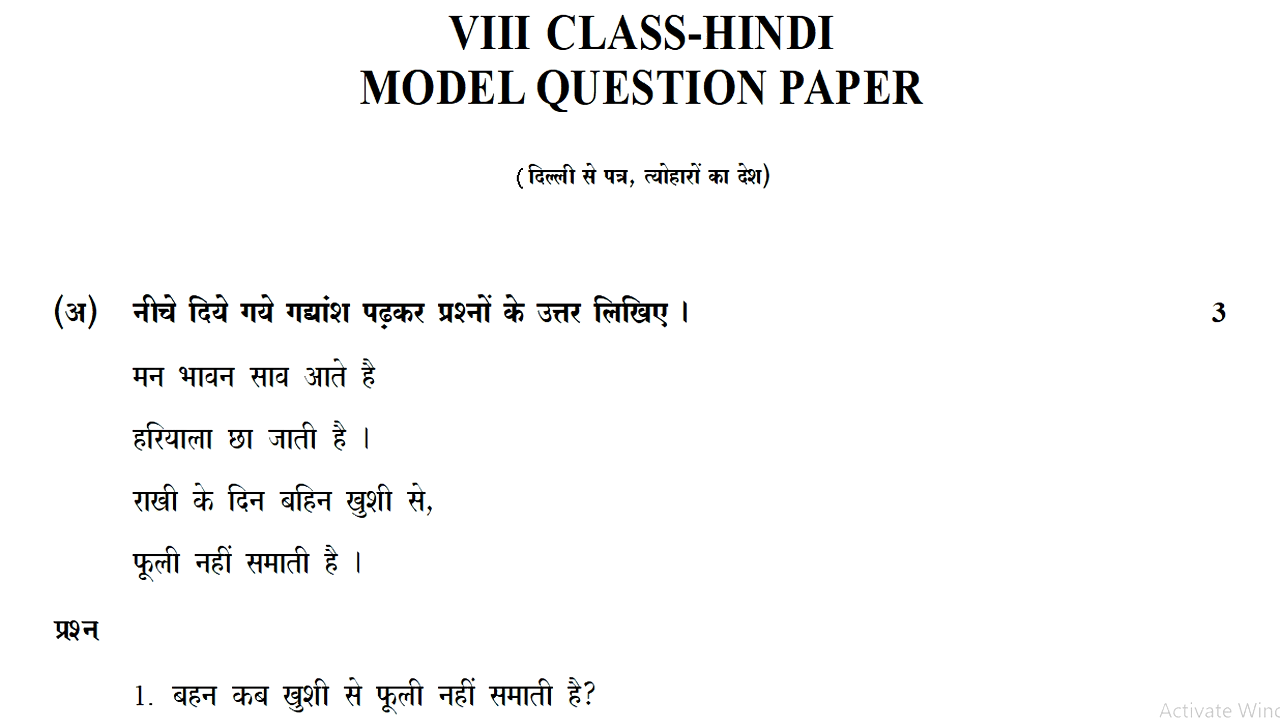 VIII CLASS-HINDI
MODEL QUESTION PAPER
(दिल्ली से पत्र, त्योहारों का देश)
(अ) नीचे दिये गये गद्यांश पढ़कर प्रश्नों के उत्तर लिखिए । 3
मन भावन साव आते है
हरियाला छा जाती है ।
राखी के दिन बहिन खुशी से,
फूली नहीं समाती है ।
प्रश्न
1. बहन कब खुशी से फूली नहीं समाती है?
Activate Wind